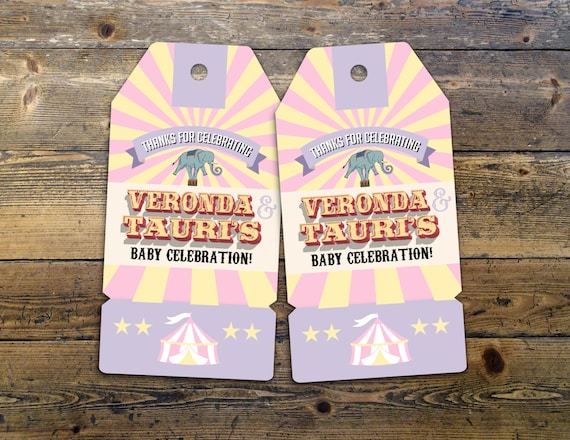 THANKS FOR CELEBRATING
VERONDA &
TAURI'S
BABY CELEBRATION!
THANKS FOR CELEBRATING
VERONDA &
TAURI'S
BABY CELEBRATION!